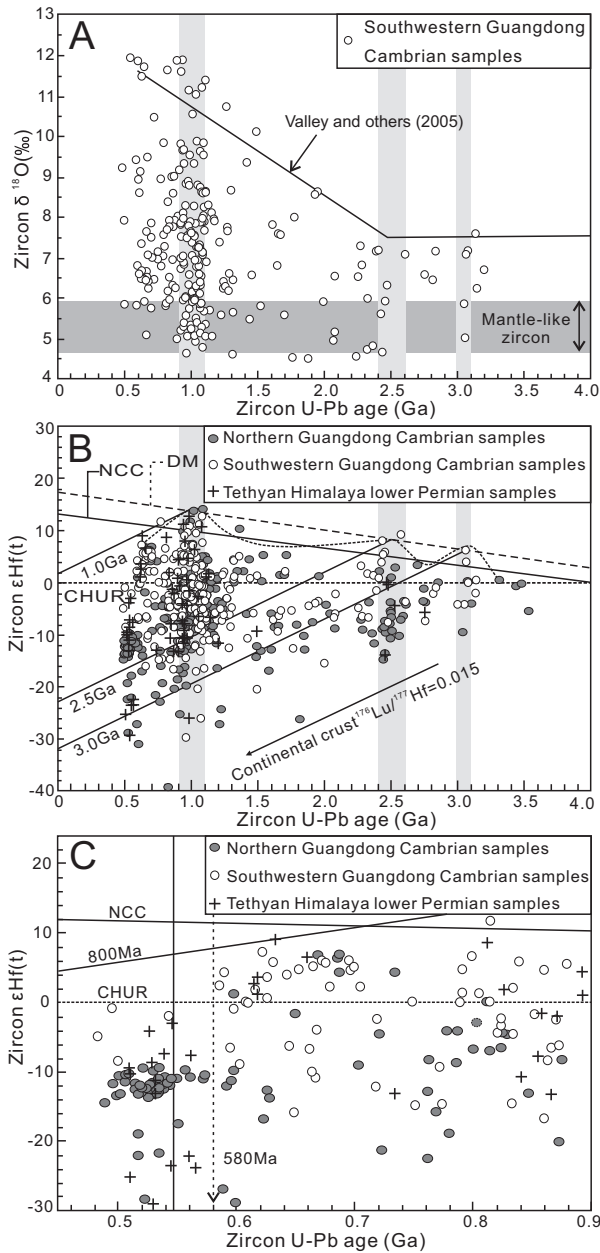 A
Southwestern Guangdong
Cambrian samples
Valley and others (2005)
Mantle-like
zircon
Zircon δ ¹⁸O(‰)
13
12
11
10
9
8
7
6
5
4
0 0.5 1.0 1.5 2.0 2.5 3.0 3.5 4.0
Zircon U-Pb age (Ga)
B
Northern Guangdong Cambrian samples
Southwestern Guangdong Cambrian samples
Tethyan Himalaya lower Permian samples
DM
NCC
1.0Ga
CHUR
2.5Ga
3.0Ga
Continental crust ¹⁷⁶Lu/¹⁷⁷Hf=0.015
Zircon εHf(t)
30
20
10
0
-10
-20
-30
-40
0 0.5 1.0 1.5 2.0 2.5 3.0 3.5 4.0
Zircon U-Pb age (Ga)
C
Northern Guangdong Cambrian samples
Southwestern Guangdong Cambrian samples
Tethyan Himalaya lower Permian samples
NCC
800Ma
CHUR
580Ma
Zircon εHf(t)
20
10
0
-10
-20
-30
0.5 0.6 0.7 0.8 0.9
Zircon U-Pb age (Ga)